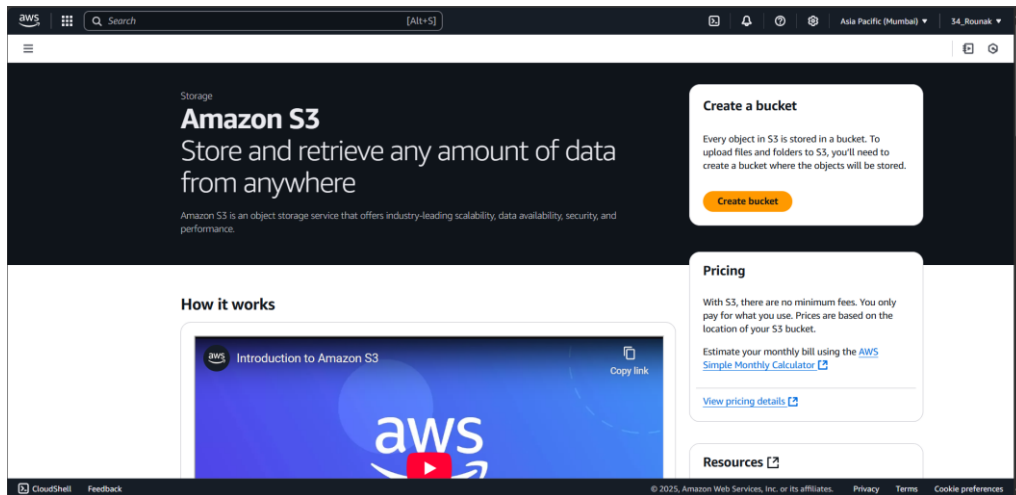 aws
Search
[Alt+S]
Asia Pacific (Mumbai)
34_Rounak
Storage
Amazon S3
Store and retrieve any amount of data
from anywhere
Amazon S3 is an object storage service that offers industry-leading scalability, data availability, security, and
performance.
Create a bucket
Every object in S3 is stored in a bucket. To
upload files and folders to S3, you'll need to
create a bucket where the objects will be stored.
Create bucket
Pricing
With S3, there are no minimum fees. You only
pay for what you use. Prices are based on the
location of your S3 bucket.
Estimate your monthly bill using the AWS
Simple Monthly Calculator
View pricing details
Resources
How it works
aws
Introduction to Amazon S3
Copy link
aws
CloudShell
Feedback
© 2025, Amazon Web Services, Inc. or its affiliates.
Privacy
Terms
Cookie preferences